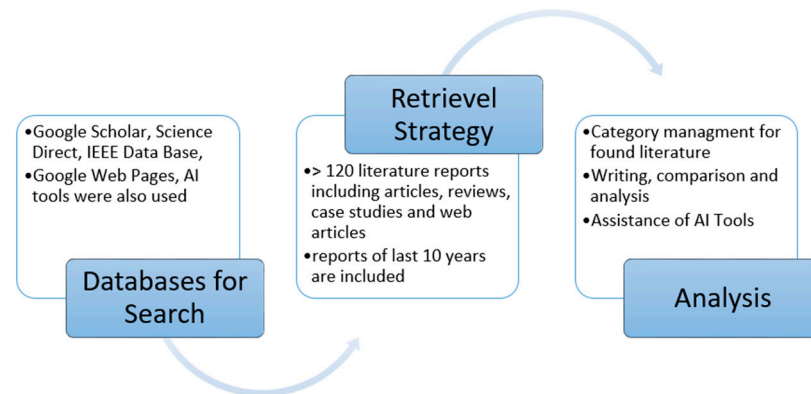 •Google Scholar, Science
Direct, IEEE Data Base,
•Google Web Pages, AI
tools were also used
Databases for
Search
Retrievel
Strategy
•> 120 literature reports
including articles, reviews,
case studies and web
articles
•reports of last 10 years
are included
•Category managment for
found literature
•Writing, comparison and
analysis
•Assistance of AI Tools
Analysis